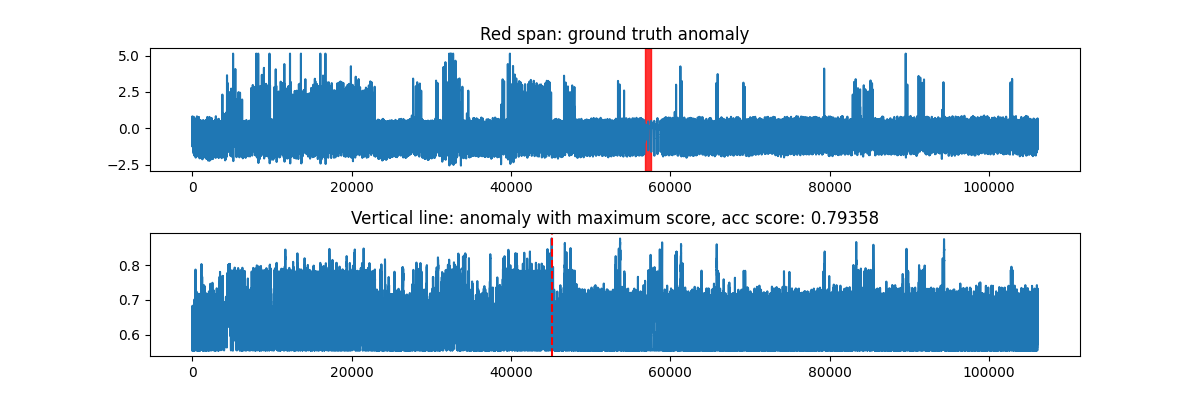 Red span: ground truth anomaly
5.0
2.5
0.0
−2.5
0 20000 40000 60000 80000 100000
Vertical line: anomaly with maximum score, acc score: 0.79358
0.8
0.7
0.6
0 20000 40000 60000 80000 100000